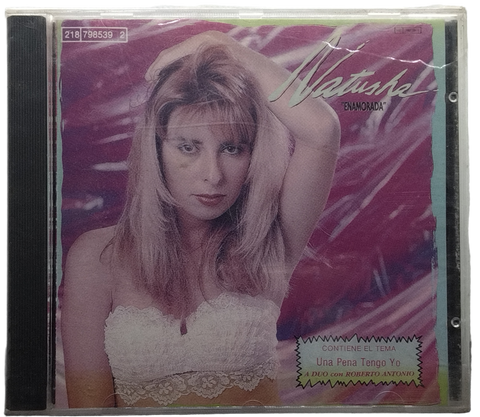 218 798539 2
Natusha
"ENAMORADA"
CONTIENE EL TEMA
Una Pena Tengo Yo
A DUO con ROBERTO ANTONIO